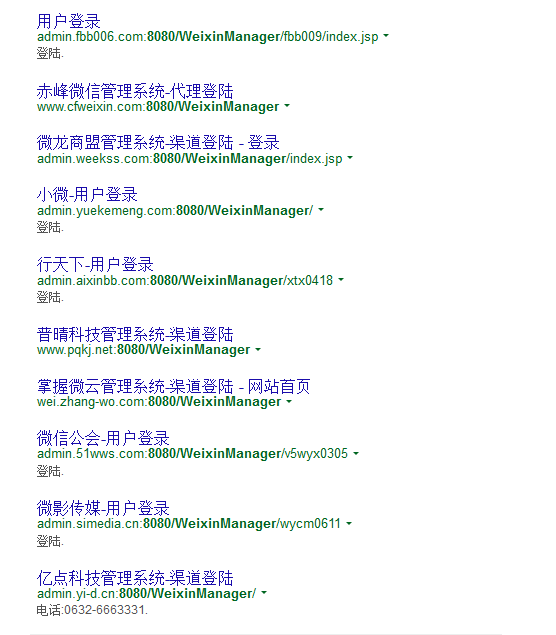 用户登录
admin.fbb006.com:8080/WeixinManager/fbb009/index.jsp
登陆.
赤峰微信管理系统-代理登陆
www.cfweixin.com:8080/WeixinManager
微龙商盟管理系统-渠道登陆 - 登录
admin.weekss.com:8080/WeixinManager/index.jsp
小微-用户登录
admin.yuekemeng.com:8080/WeixinManager/
登陆.
行天下-用户登录
admin.aixinbb.com:8080/WeixinManager/xtx0418
登陆.
普晴科技管理系统-渠道登陆
www.pqkj.net:8080/WeixinManager
掌握微云管理系统-渠道登陆 - 网站首页
wei.zhang-wo.com:8080/WeixinManager
微信公会-用户登录
admin.51wws.com:8080/WeixinManager/v5wyx0305
登陆.
微影传媒-用户登录
admin.simedia.cn:8080/WeixinManager/wycm0611
登陆.
亿点科技管理系统-渠道登陆
admin.yi-d.cn:8080/WeixinManager/
电话:0632-6663331.